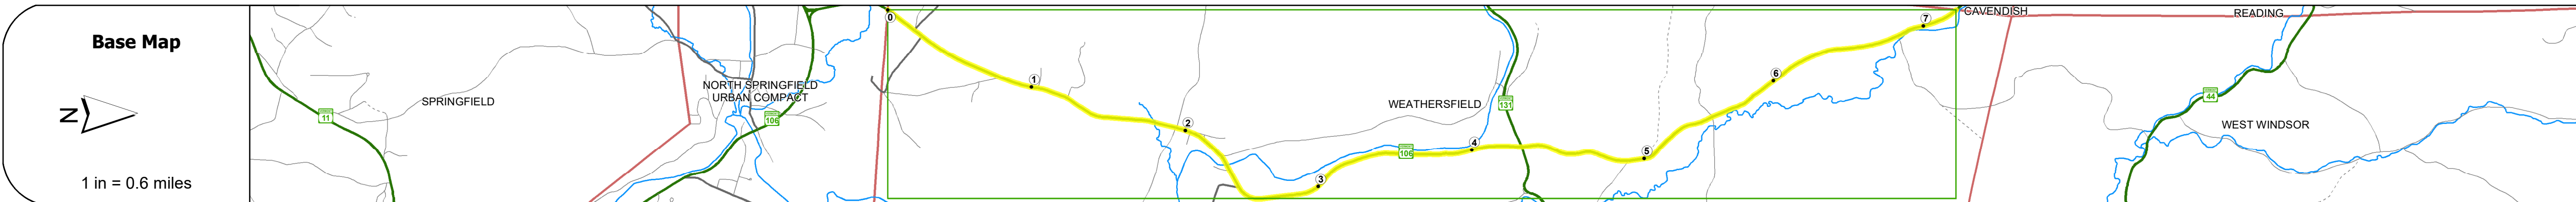 Base Map
N
1 in = 0.6 miles
11
SPRINGFIELD
NORTH SPRINGFIELD
URBAN COMPACT
106
0
1
2
3
106
4
WEATHERSFIELD
131
5
6
7
CAVENDISH
READING
44
WEST WINDSOR